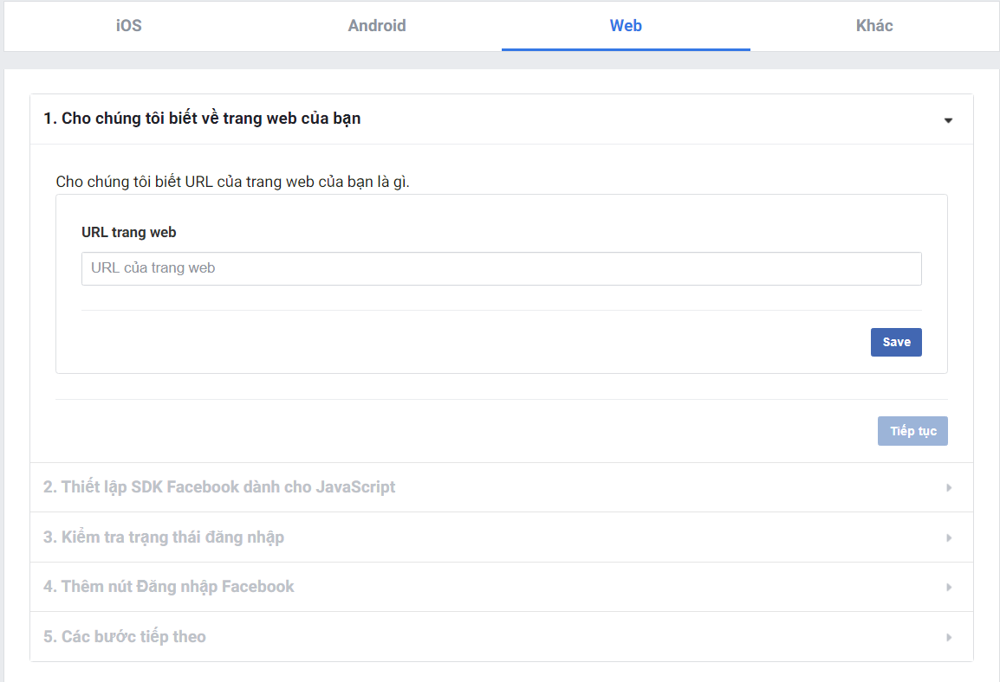 iOS
Android
Web
Khác
1. Cho chúng tôi biết về trang web của bạn
Cho chúng tôi biết URL của trang web của bạn là gì.
URL trang web
URL của trang web
Save
Tiếp tục
2. Thiết lập SDK Facebook dành cho JavaScript
3. Kiểm tra trạng thái đăng nhập
4. Thêm nút Đăng nhập Facebook
5. Các bước tiếp theo